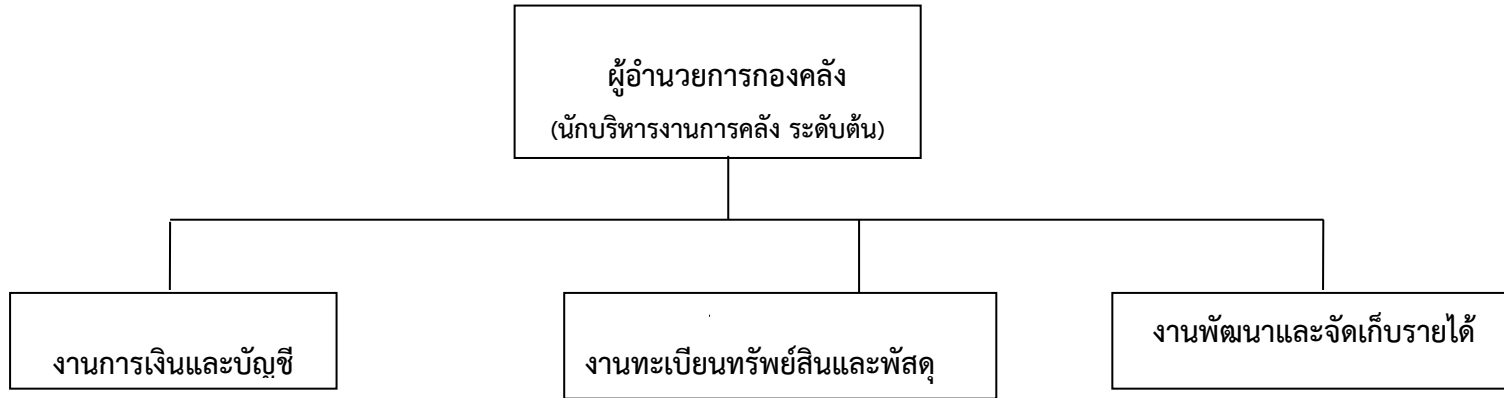 ผู้อำนวยการกองคลัง
(นักบริหารงานการคลัง ระดับต้น)
งานการเงินและบัญชี
งานทะเบียนทรัพย์สินและพัสดุ
งานพัฒนาและจัดเก็บรายได้